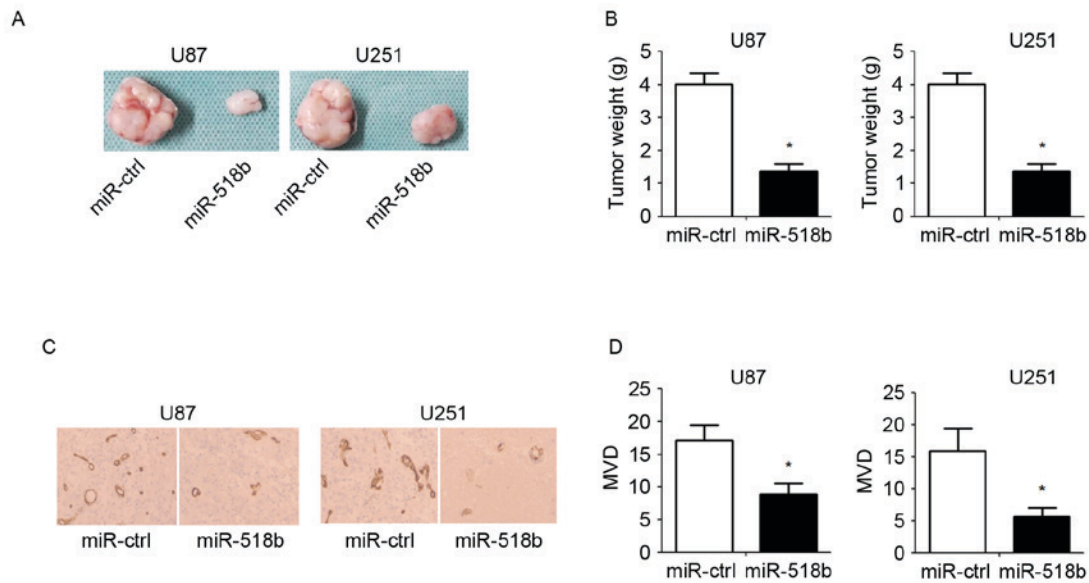 A
U87
U251
miR-ctrl
miR-518b
miR-ctrl
miR-518b
B
U87
Tumor weight (g)
5
4
3
2
1
0
*
miR-ctrl miR-518b
U251
Tumor weight (g)
5
4
3
2
1
0
*
miR-ctrl miR-518b
C
U87
U251
miR-ctrl
miR-518b
miR-ctrl
miR-518b
D
U87
MVD
25
20
15
10
5
0
*
miR-ctrl miR-518b
U251
MVD
25
20
15
10
5
0
*
miR-ctrl miR-518b